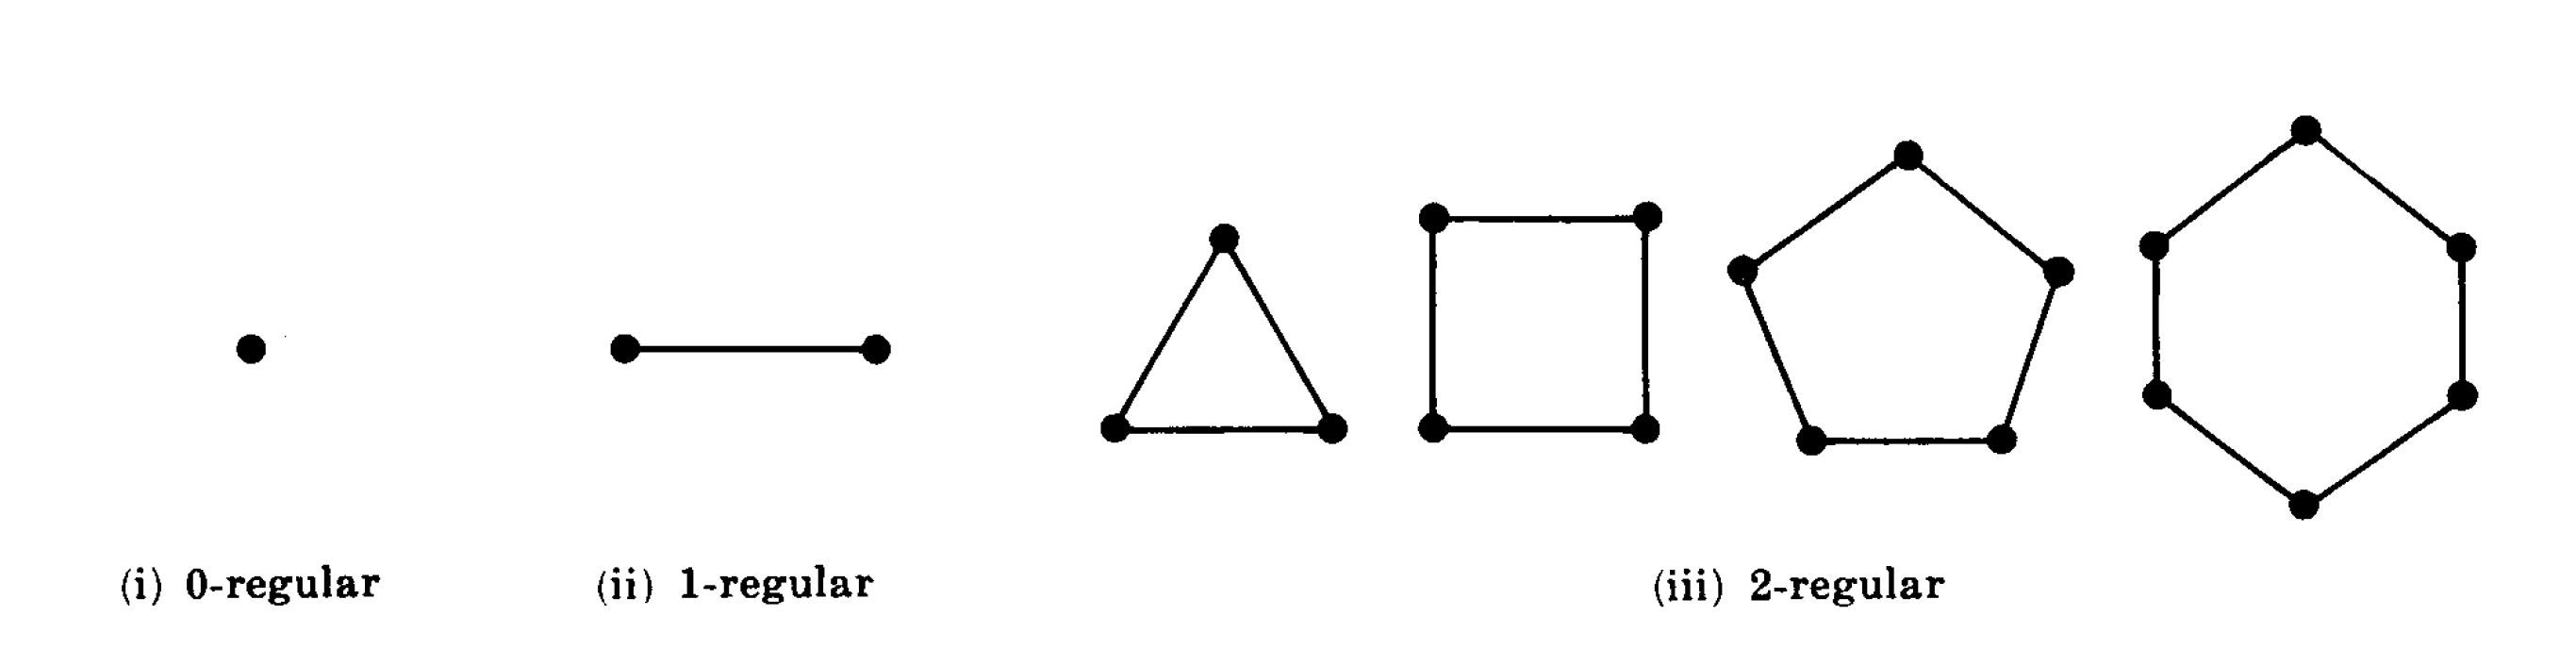 (i) 0-regular (ii) 1-regular (iii) 2-regular